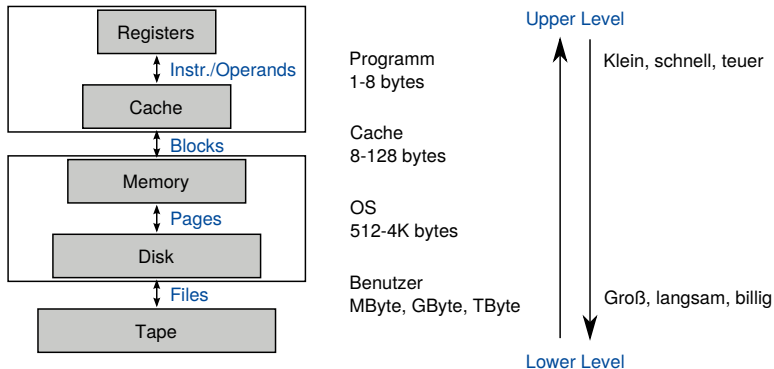 Registers
Instr./Operands
Cache
Blocks
Memory
Pages
Disk
Files
Tape
Programm
1-8 bytes
Cache
8-128 bytes
OS
512-4K bytes
Benutzer
MByte, GByte, TByte
Upper Level
Klein, schnell, teuer
Groß, langsam, billig
Lower Level